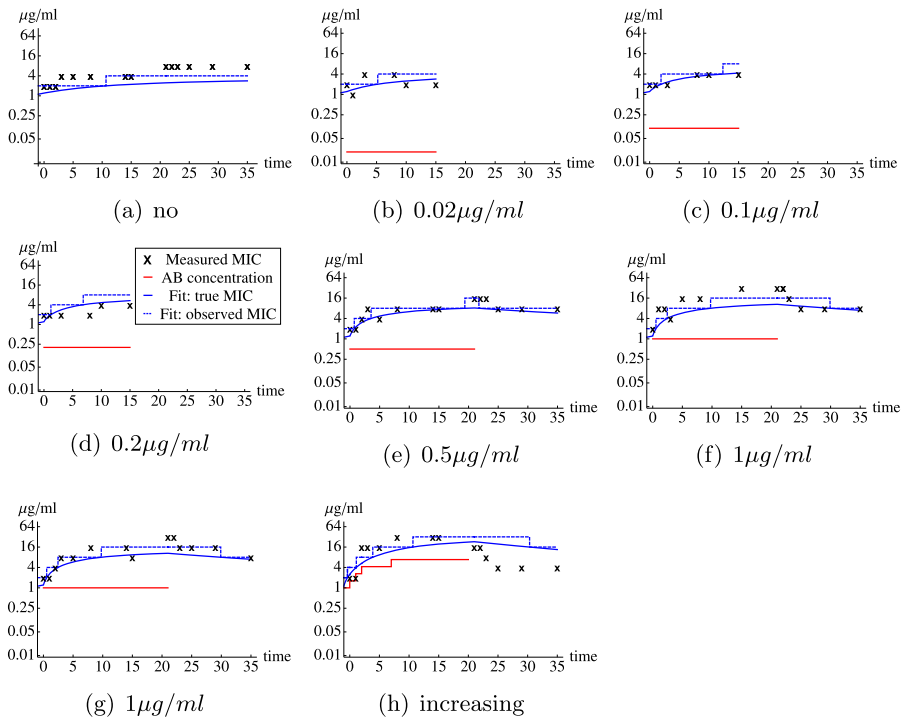 μg/ml
64
16
4
1
0.25
0.05
0 5 10 15 20 25 30 35 time
(a) no
μg/ml
64
16
4
1
0.25
0.05
0.01
0 5 10 15 20 25 30 35 time
(b) 0.02μg/ml
μg/ml
64
16
4
1
0.25
0.05
0.01
0 5 10 15 20 25 30 35 time
(c) 0.1μg/ml
μg/ml
64
16
4
1
0.25
0.05
0.01
0 5 10 15 20 25 30 35 time
x Measured MIC
AB concentration
Fit: true MIC
Fit: observed MIC
(d) 0.2μg/ml
μg/ml
64
16
4
1
0.25
0.05
0.01
0 5 10 15 20 25 30 35 time
(e) 0.5μg/ml
μg/ml
64
16
4
1
0.25
0.05
0.01
0 5 10 15 20 25 30 35 time
(f) 1μg/ml
μg/ml
64
16
4
1
0.25
0.05
0.01
0 5 10 15 20 25 30 35 time
(g) 1μg/ml
μg/ml
64
16
4
1
0.25
0.05
0.01
0 5 10 15 20 25 30 35 time
(h) increasing